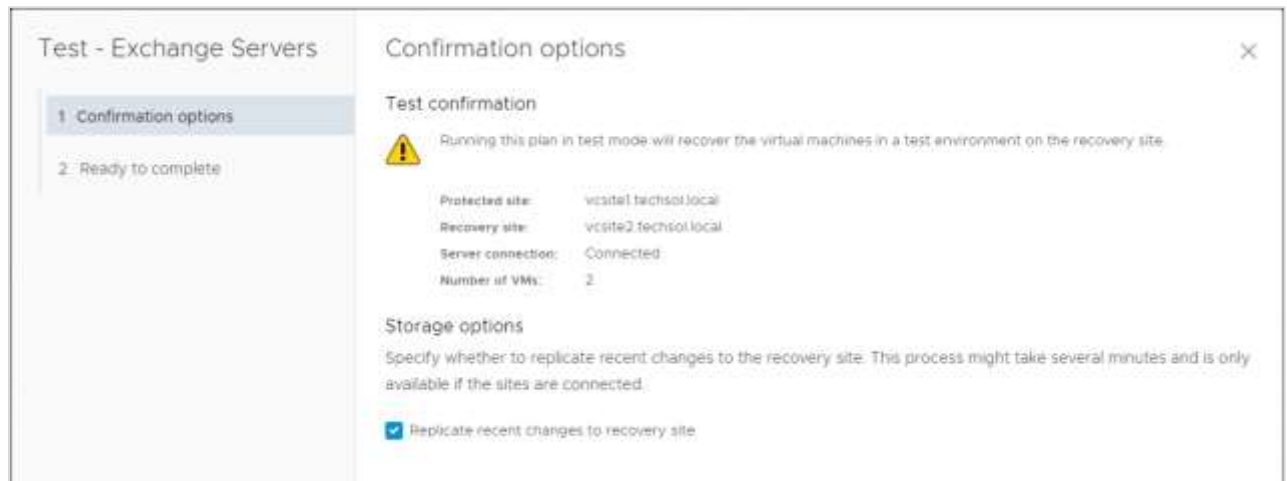 Test - Exchange Servers
1 Confirmation options
2 Ready to complete
Confirmation options
Test confirmation
Running this plan in test mode will recover the virtual machines in a test environment on the recovery site.
Protected site: vcsite1.techsol.local
Recovery site: vcsite2.techsol.local
Server connection: Connected
Number of VMs: 2
Storage options
Specify whether to replicate recent changes to the recovery site. This process might take several minutes and is only
available if the sites are connected.
Replicate recent changes to recovery site